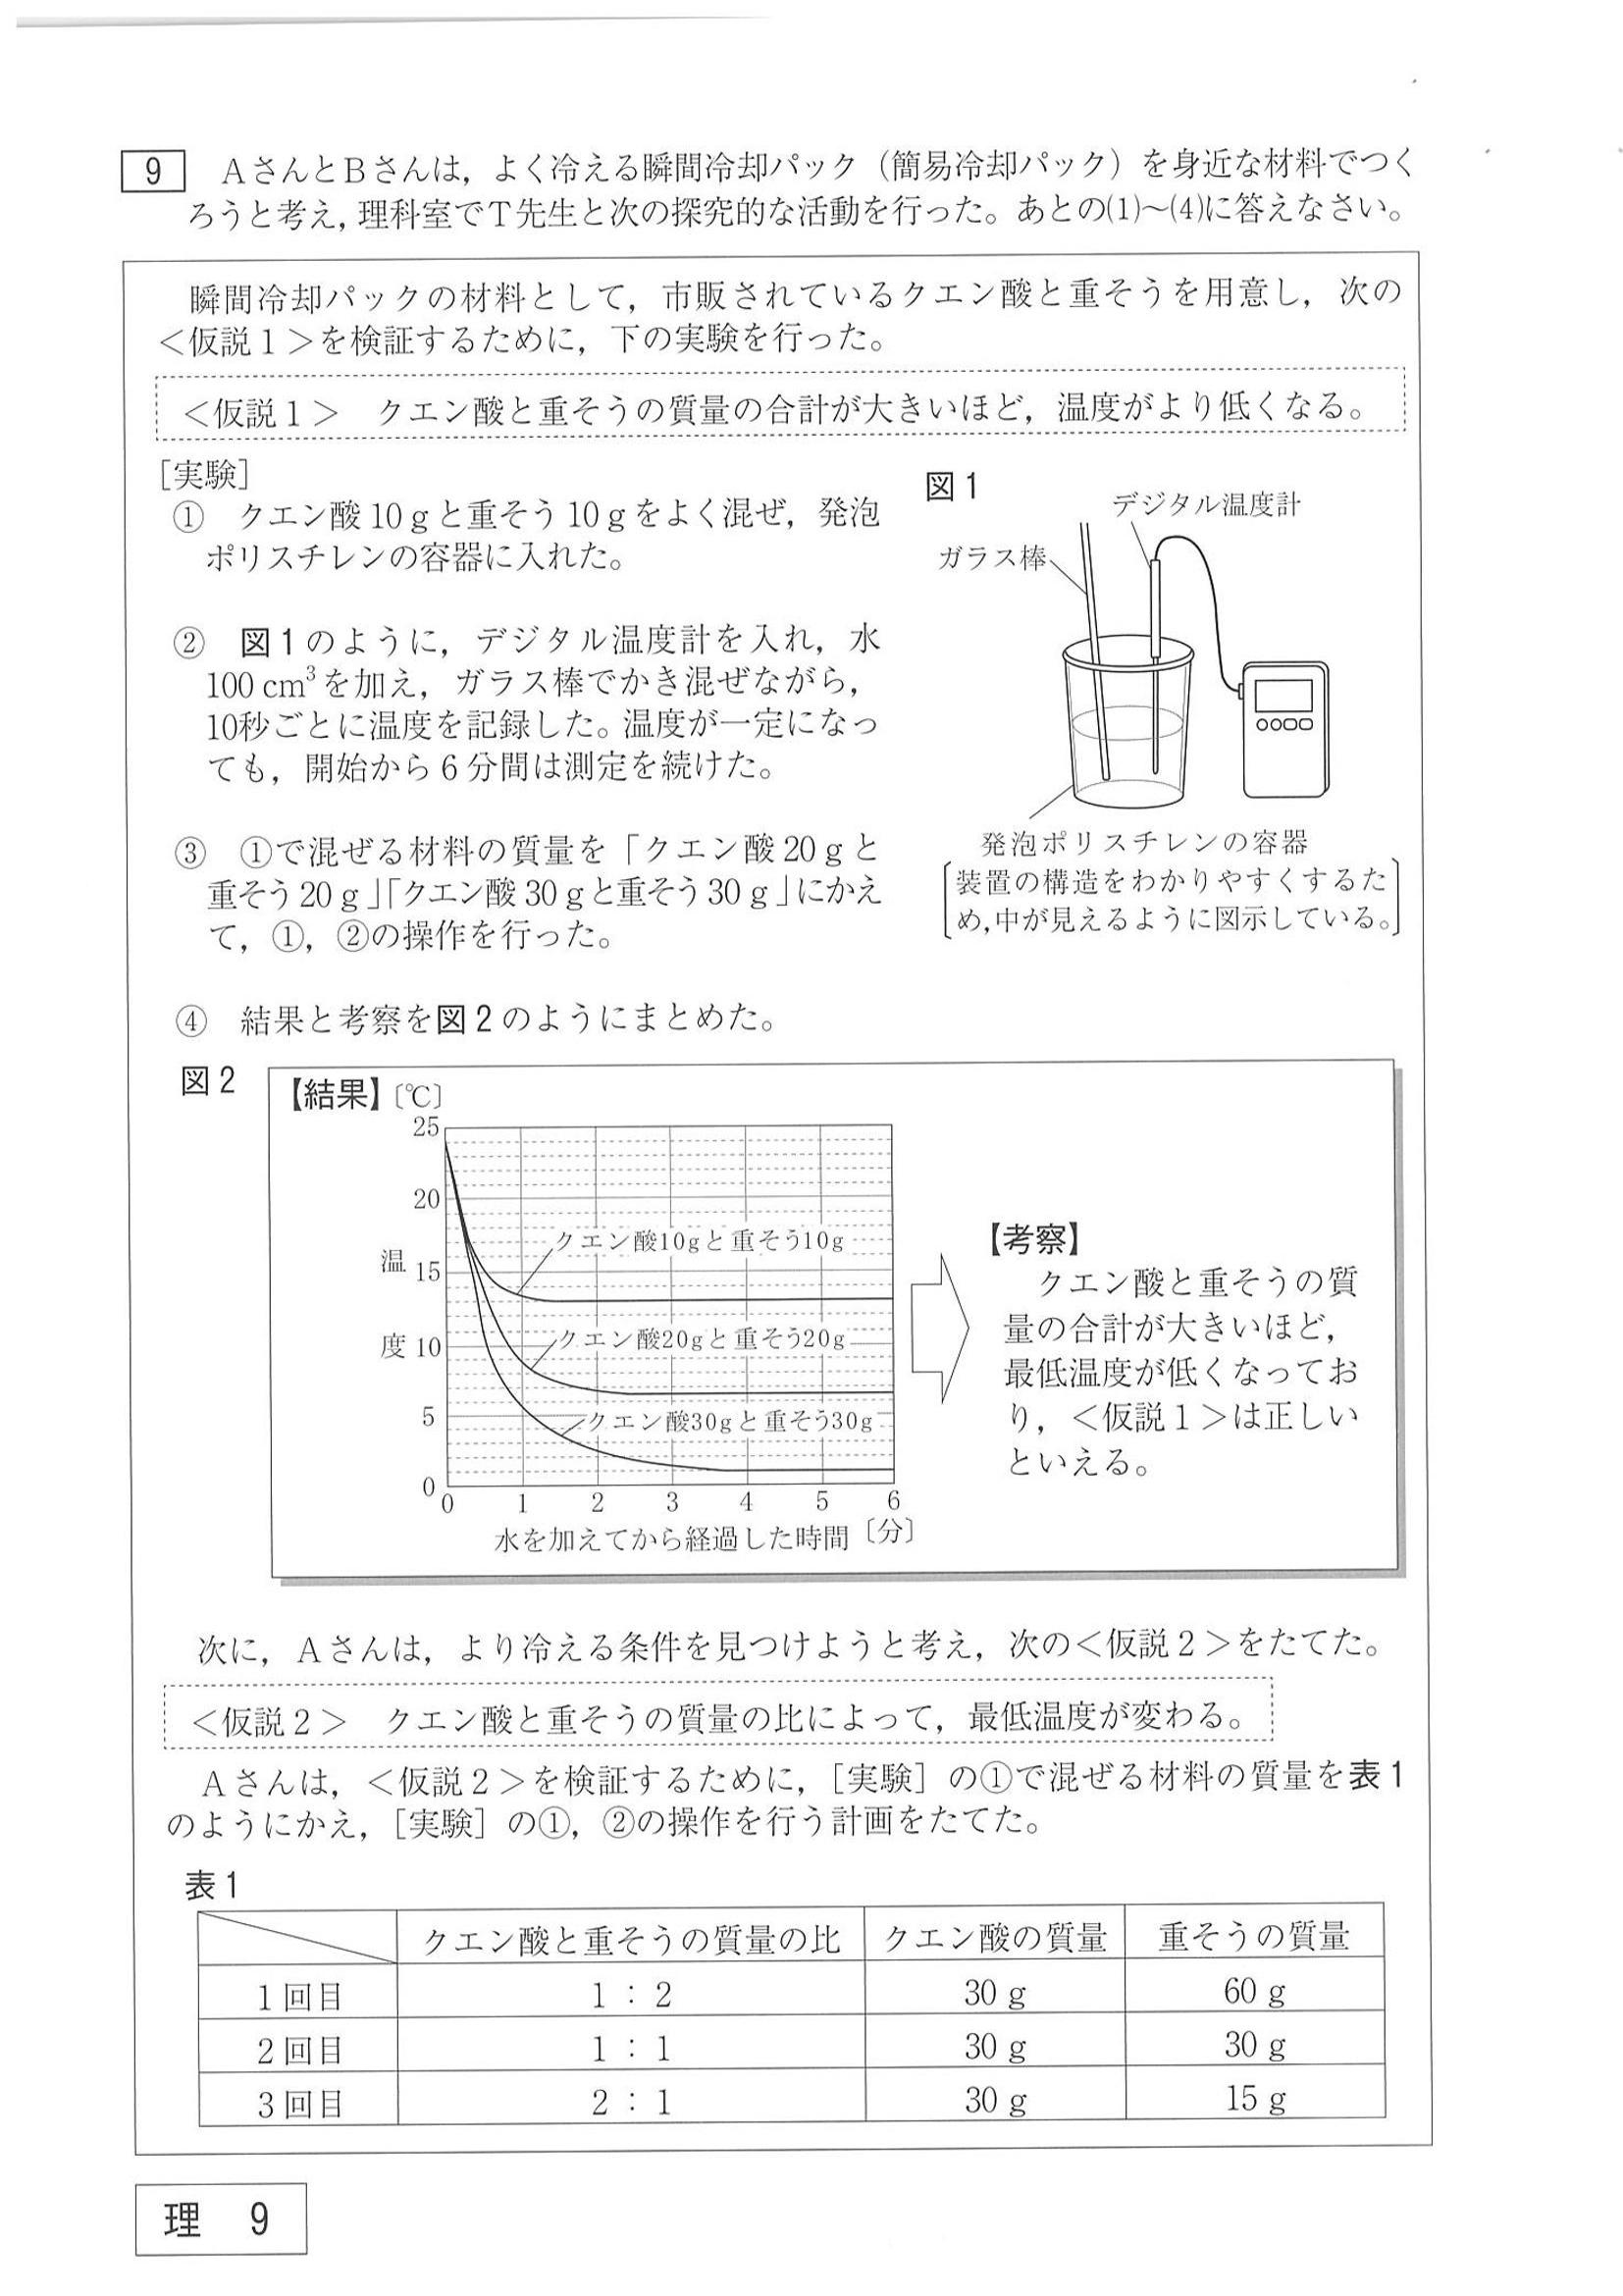 9 AさんとBさんは，よく冷える瞬間冷却パック（簡易冷却パック）を身近な材料でつく
ろうと考え，理科室でT先生と次の探究的な活動を行った。あとの(1)〜(4)に答えなさい。
瞬間冷却パックの材料として，市販されているクエン酸と重そうを用意し，次の
＜仮説1＞を検証するために，下の実験を行った。
＜仮説1＞ クエン酸と重そうの質量の合計が大きいほど，温度がより低くなる。
［実験］
① クエン酸10gと重そう10gをよく混ぜ，発泡
ポリスチレンの容器に入れた。
② 図1のように，デジタル温度計を入れ，水
100 cm³を加え，ガラス棒でかき混ぜながら，
10秒ごとに温度を記録した。温度が一定になっ
ても，開始から6分間は測定を続けた。
③ ①で混ぜる材料の質量を「クエン酸20gと
重そう20g」「クエン酸30gと重そう30g」にかえ
て，①，②の操作を行った。
④ 結果と考察を図2のようにまとめた。
図1
デジタル温度計
ガラス棒
発泡ポリスチレンの容器
［装置の構造をわかりやすくするた
め，中が見えるように図示している。］
図2
【結果】〔℃〕
25
20
15
10
5
0
温度
クエン酸10gと重そう10g
クエン酸20gと重そう20g
クエン酸30gと重そう30g
0 1 2 3 4 5 6
水を加えてから経過した時間〔分〕
【考察】
クエン酸と重そうの質
量の合計が大きいほど，
最低温度が低くなってお
り，＜仮説1＞は正しい
といえる。
次に，Aさんは，より冷える条件を見つけようと考え，次の＜仮説2＞をたてた。
＜仮説2＞ クエン酸と重そうの質量の比によって，最低温度が変わる。
Aさんは，＜仮説2＞を検証するために，［実験］の①で混ぜる材料の質量を表1
のようにかえ，［実験］の①，②の操作を行う計画をたてた。
表1
クエン酸と重そうの質量の比 クエン酸の質量 重そうの質量
1回目 1：2 30 g 60 g
2回目 1：1 30 g 30 g
3回目 2：1 30 g 15 g
理 9